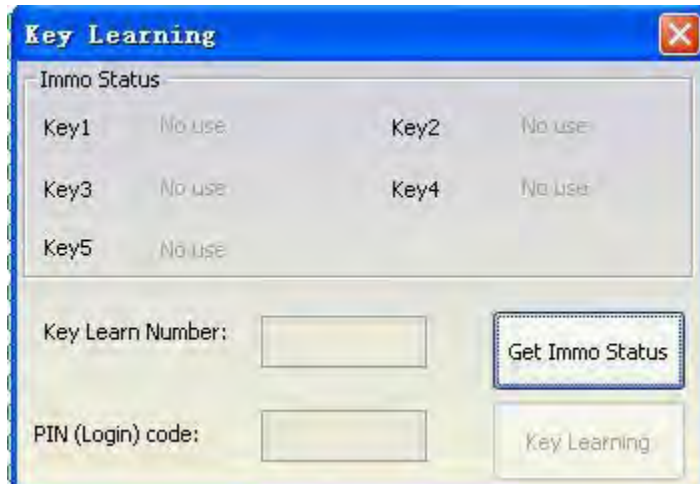 Key Learning
Immo Status
Key1 No use Key2 No use
Key3 No use Key4 No use
Key5 No use
Key Learn Number:
Get Immo Status
PIN (Login) code:
Key Learning